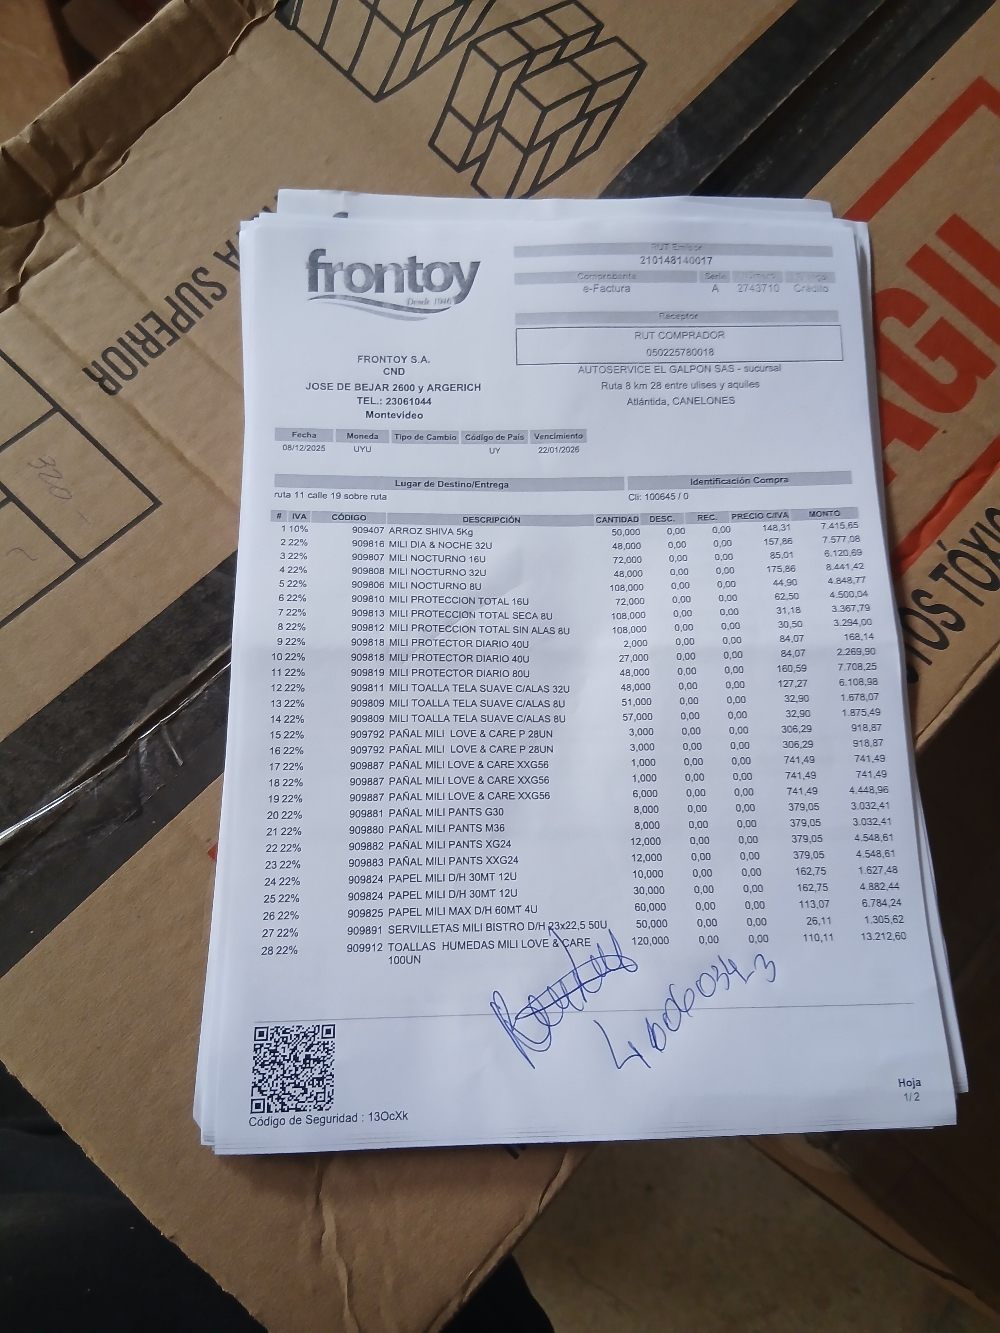 SUPERIOR
FRÁGIL
OS TÓXIC
320
frontoy
Desde 1946
RUT Emisor
210148140017
Comprobante Serie
e-Factura A 2743710 Crédito
Receptor
RUT COMPRADOR
050225780018
AUTOSERVICE EL GALPON SAS - sucursal
Ruta 8 km 28 entre ulises y aquiles
Atlántida, CANELONES
FRONTOY S.A.
CND
JOSE DE BEJAR 2600 y ARGERICH
TEL.: 23061044
Montevideo
Fecha Moneda Tipo de Cambio Código de País Vencimiento
08/12/2025 UYU UY 22/01/2026
Lugar de Destino/Entrega Identificación Compra
ruta 11 calle 19 sobre ruta Cli: 100645 / 0
# IVA CÓDIGO DESCRIPCIÓN CANTIDAD DESC. REC. PRECIO C/IVA MONTO
1 10% 909407 ARROZ SHIVA 5Kg 50,000 0,00 0,00 148,31 7.415,65
2 22% 909816 MILI DIA & NOCHE 32U 48,000 0,00 0,00 157,86 7.577,08
3 22% 909807 MILI NOCTURNO 16U 72,000 0,00 0,00 85,01 6.120,69
4 22% 909808 MILI NOCTURNO 32U 48,000 0,00 0,00 175,86 8.441,42
5 22% 909806 MILI NOCTURNO 8U 108,000 0,00 0,00 44,90 4.848,77
6 22% 909810 MILI PROTECCION TOTAL 16U 72,000 0,00 0,00 62,50 4.500,04
7 22% 909813 MILI PROTECCION TOTAL SECA 8U 108,000 0,00 0,00 31,18 3.367,79
8 22% 909812 MILI PROTECCION TOTAL SIN ALAS 8U 108,000 0,00 0,00 30,50 3.294,00
9 22% 909818 MILI PROTECTOR DIARIO 40U 2,000 0,00 0,00 84,07 168,14
10 22% 909818 MILI PROTECTOR DIARIO 40U 27,000 0,00 0,00 84,07 2.269,90
11 22% 909819 MILI PROTECTOR DIARIO 80U 48,000 0,00 0,00 160,59 7.708,25
12 22% 909811 MILI TOALLA TELA SUAVE C/ALAS 32U 48,000 0,00 0,00 127,27 6.108,98
13 22% 909809 MILI TOALLA TELA SUAVE C/ALAS 8U 51,000 0,00 0,00 32,90 1.678,07
14 22% 909809 MILI TOALLA TELA SUAVE C/ALAS 8U 57,000 0,00 0,00 32,90 1.875,49
15 22% 909792 PAÑAL MILI LOVE & CARE P 28UN 3,000 0,00 0,00 306,29 918,87
16 22% 909792 PAÑAL MILI LOVE & CARE P 28UN 3,000 0,00 0,00 306,29 918,87
17 22% 909887 PAÑAL MILI LOVE & CARE XXG56 1,000 0,00 0,00 741,49 741,49
18 22% 909887 PAÑAL MILI LOVE & CARE XXG56 1,000 0,00 0,00 741,49 741,49
19 22% 909887 PAÑAL MILI LOVE & CARE XXG56 6,000 0,00 0,00 741,49 4.448,96
20 22% 909881 PAÑAL MILI PANTS G30 8,000 0,00 0,00 379,05 3.032,41
21 22% 909880 PAÑAL MILI PANTS M36 8,000 0,00 0,00 379,05 3.032,41
22 22% 909882 PAÑAL MILI PANTS XG24 12,000 0,00 0,00 379,05 4.548,61
23 22% 909883 PAÑAL MILI PANTS XXG24 12,000 0,00 0,00 379,05 4.548,61
24 22% 909824 PAPEL MILI D/H 30MT 12U 10,000 0,00 0,00 162,75 1.627,48
25 22% 909824 PAPEL MILI D/H 30MT 12U 30,000 0,00 0,00 162,75 4.882,44
26 22% 909825 PAPEL MILI MAX D/H 60MT 4U 60,000 0,00 0,00 113,07 6.784,24
27 22% 909891 SERVILLETAS MILI BISTRO D/H 23x22,5 50U 50,000 0,00 0,00 26,11 1.305,62
28 22% 909912 TOALLAS HUMEDAS MILI LOVE & CARE 120,000 0,00 0,00 110,11 13.212,60
100UN
Código de Seguridad : 13OcXk
Hoja
1/ 2